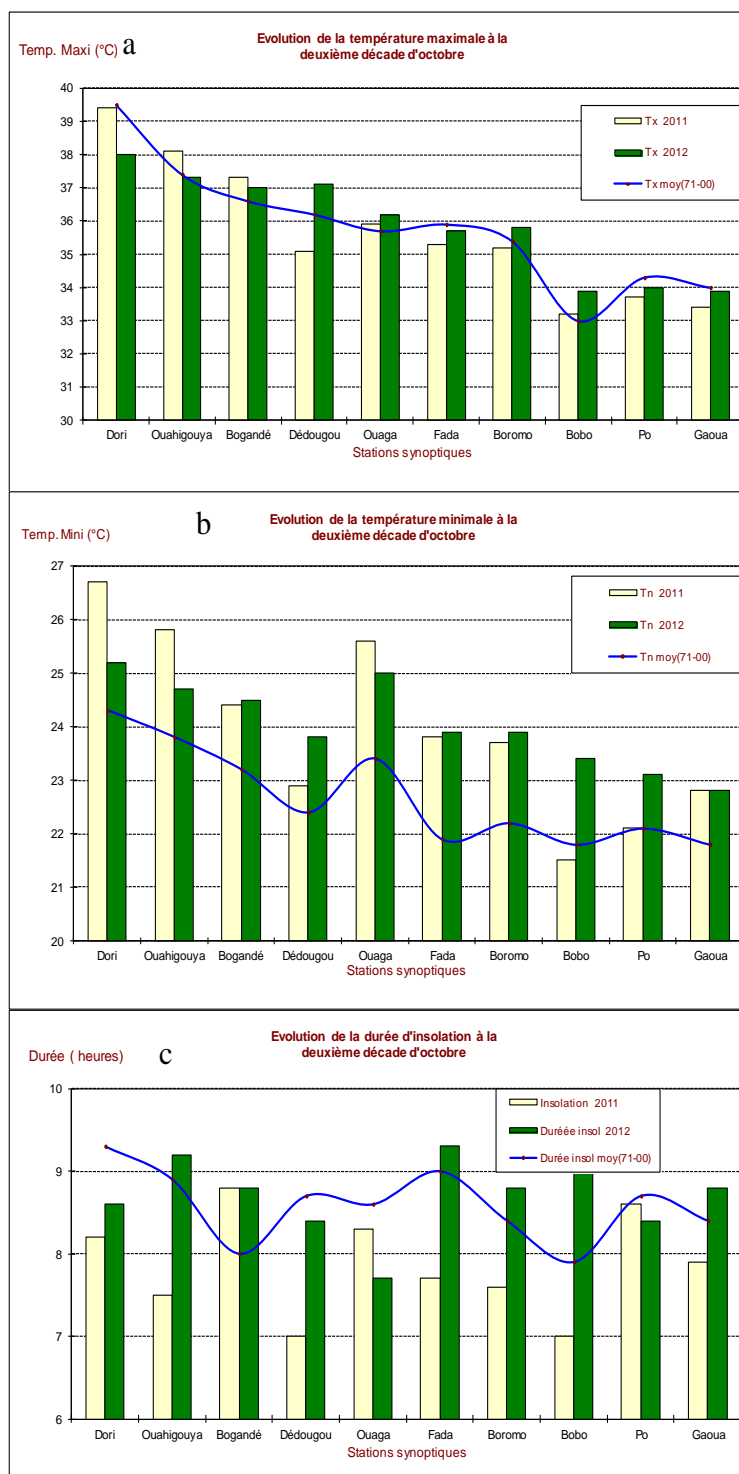 Temp. Maxi (°C)
a
Evolution de la température maximale à la
deuxième décade d'octobre
40
39
38
37
36
35
34
33
32
31
30
Tx 2011
Tx 2012
Tx moy(71-00)
Dori Ouahigouya Bogandé Dédougou Ouaga Fada Boromo Bobo Po Gaoua
Stations synoptiques
b
Temp. Mini (°C)
Evolution de la température minimale à la
deuxième décade d'octobre
27
26
25
24
23
22
21
20
Tn 2011
Tn 2012
Tn moy(71-00)
Dori Ouahigouya Bogandé Dédougou Ouaga Fada Boromo Bobo Po Gaoua
Stations synoptiques
Durée ( heures)
c
Evolution de la durée d'insolation à la
deuxième décade d'octobre
10
9
8
7
6
Insolation 2011
Duréée insol 2012
Durée insol moy(71-00)
Dori Ouahigouya Bogandé Dédougou Ouaga Fada Boromo Bobo Po Gaoua
Stations synoptiques